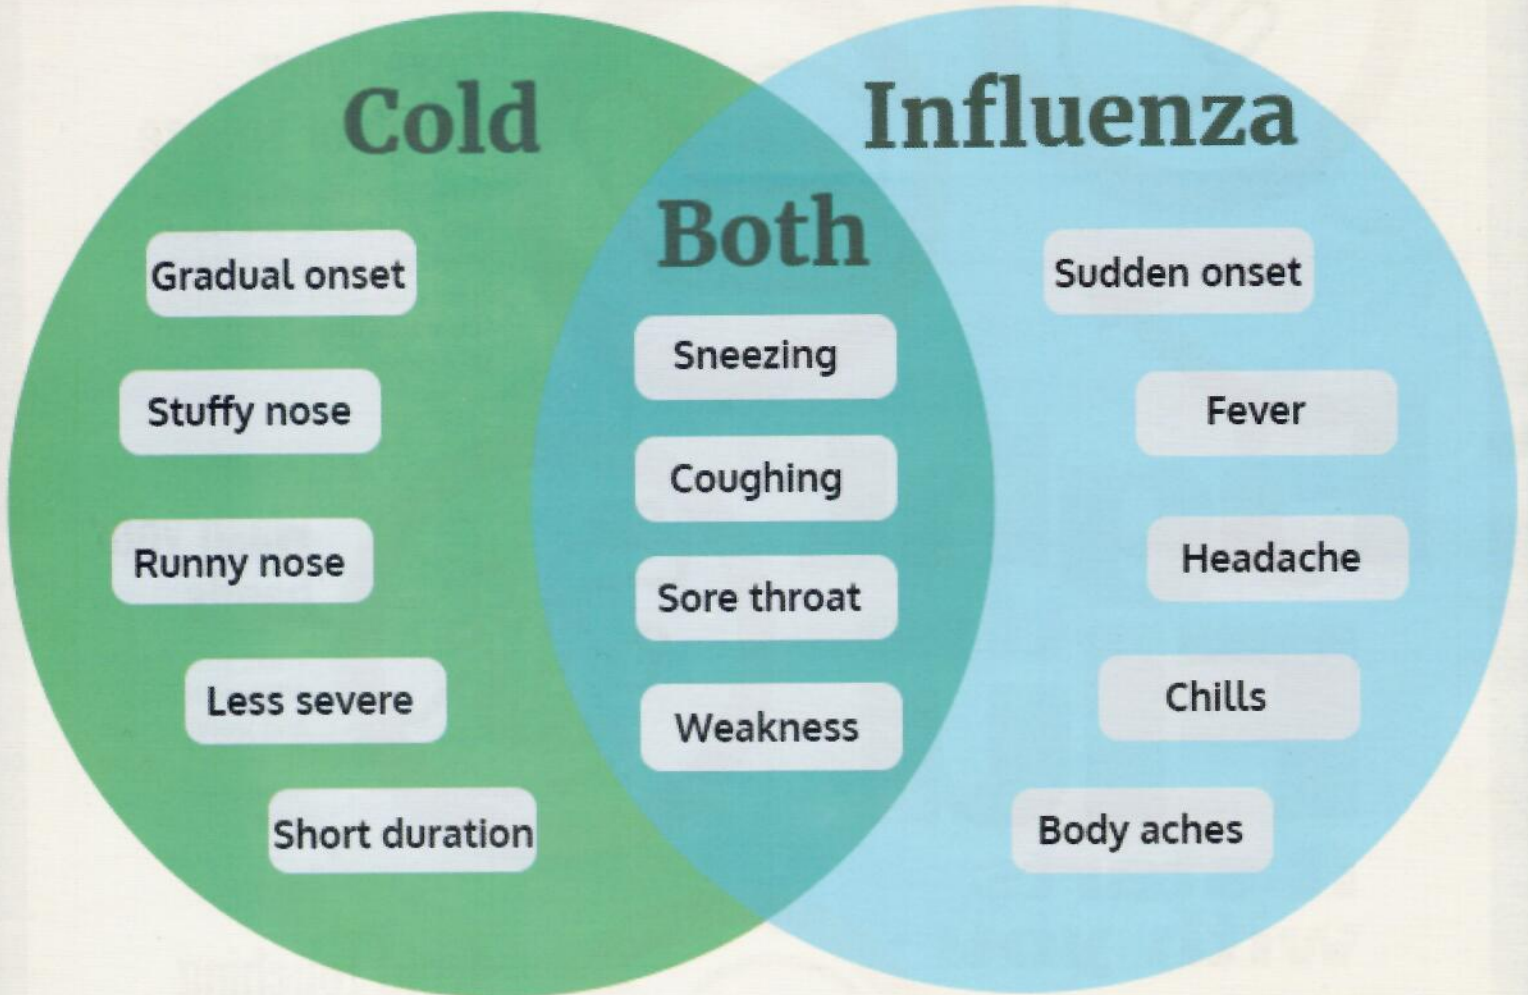 Cold
Influenza
Both
Gradual onset
Stuffy nose
Runny nose
Less severe
Short duration
Sneezing
Coughing
Sore throat
Weakness
Sudden onset
Fever
Headache
Chills
Body aches